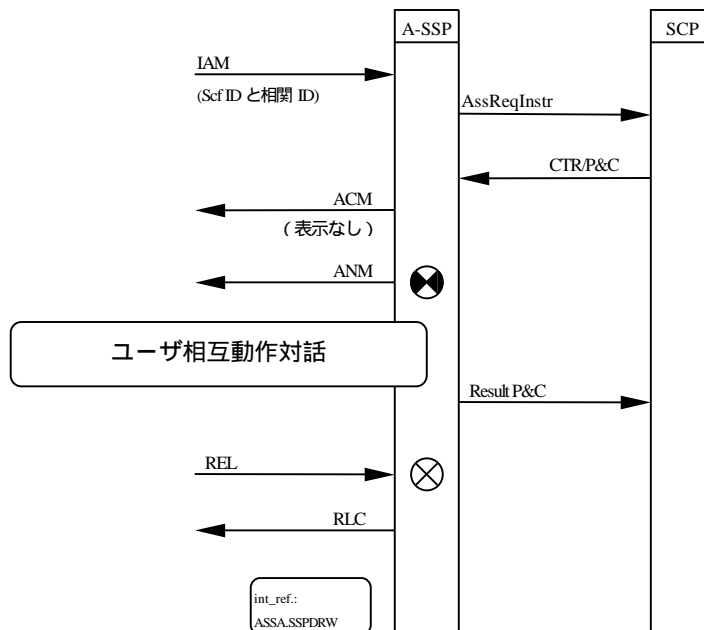 A-SSP
SCP
IAM
(Scf ID と相関 ID)
AssReqInstr
CTR/P&C
ACM
(表示なし)
ANM
ユーザ相互動作対話
Result P&C
REL
RLC
int_ref.:
ASSA.SSPDRW